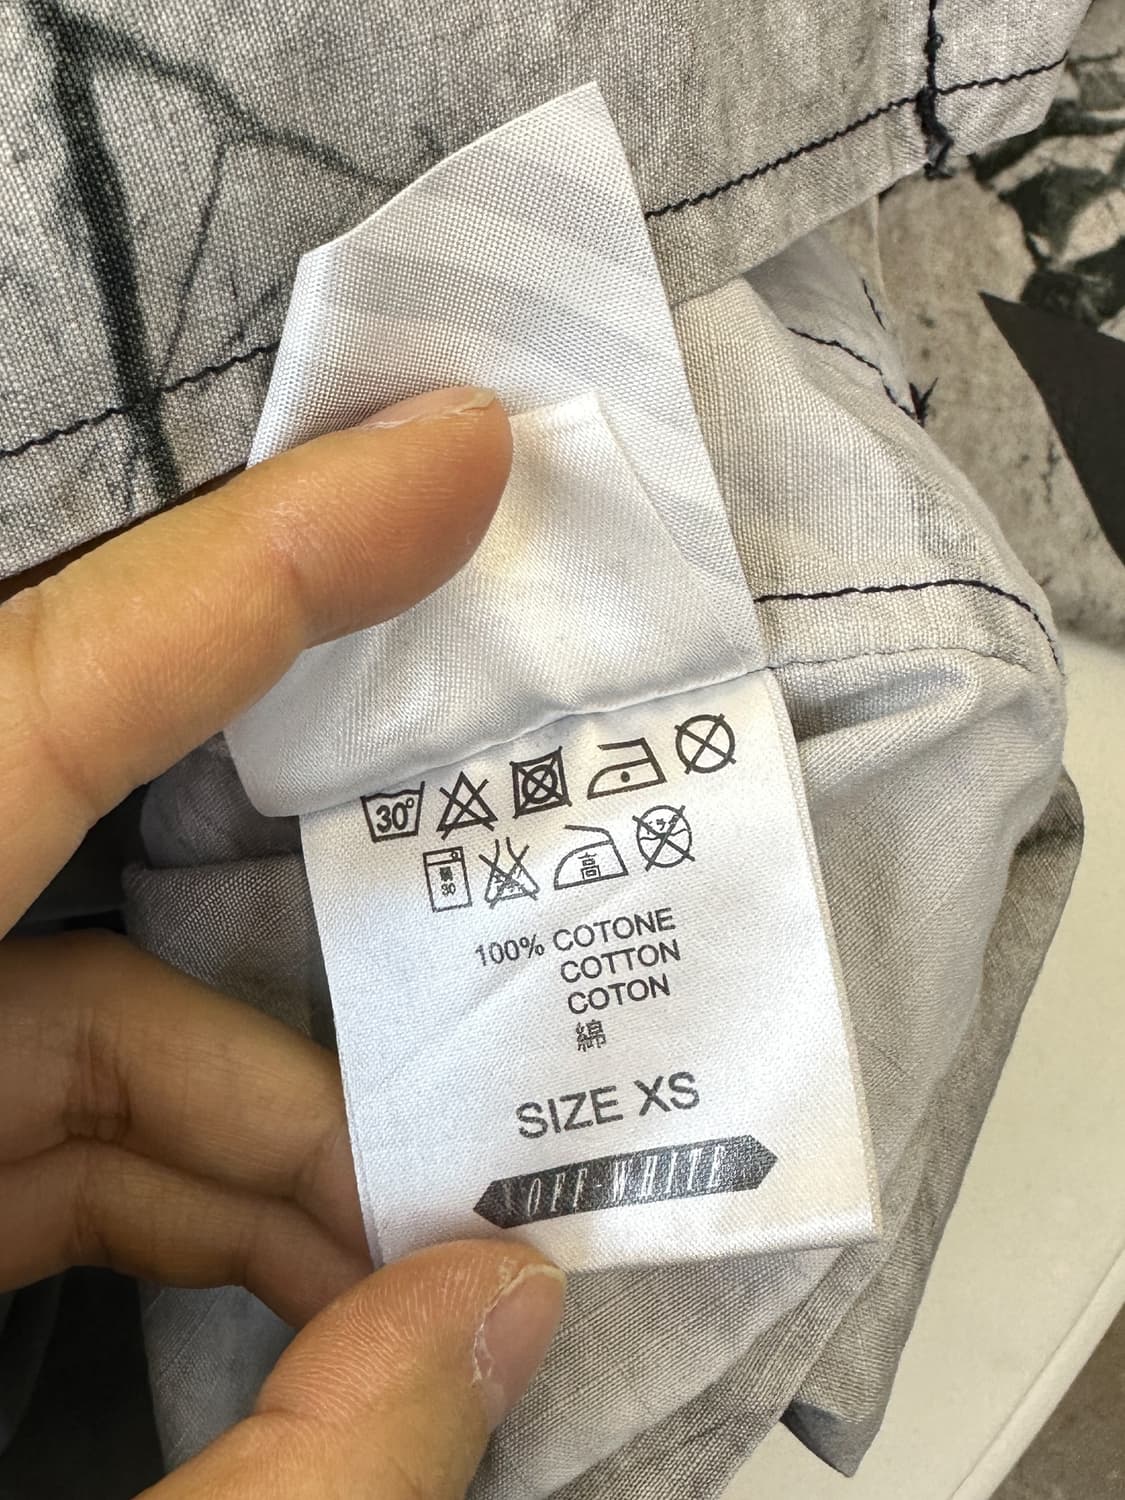 30°
高
100% COTONE
COTTON
COTON
綿
SIZE XS
OFF-WHITE